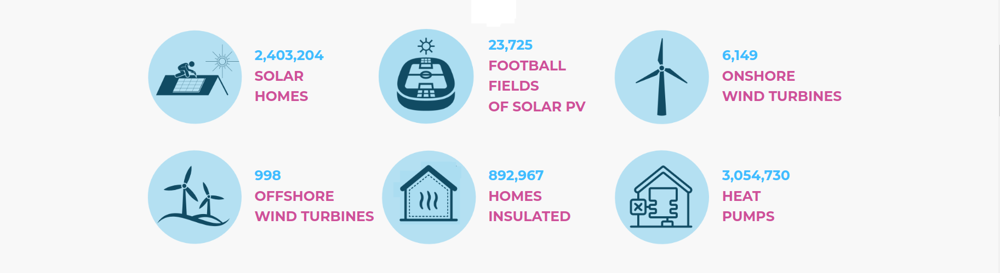 2,403,204
SOLAR
HOMES
23,725
FOOTBALL
FIELDS
OF SOLAR PV
6,149
ONSHORE
WIND TURBINES
998
OFFSHORE
WIND TURBINES
892,967
HOMES
INSULATED
3,054,730
HEAT
PUMPS